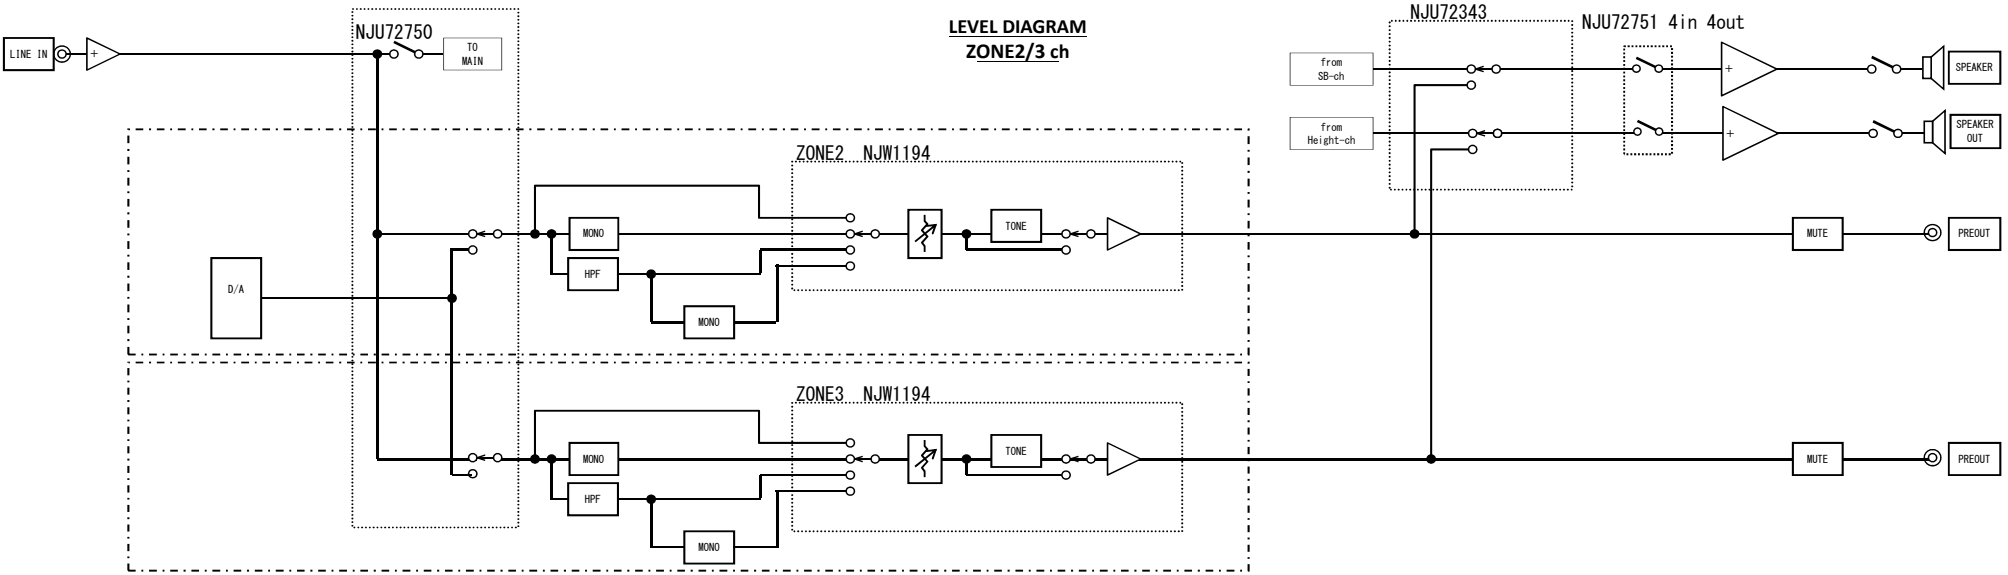 LEVEL DIAGRAM
ZONE2/3 ch
LINE IN
NJU72750
TO
MAIN
NJU72343
NJU72751 4in 4out
from
SB-ch
SPEAKER
from
Height-ch
SPEAKER
OUT
ZONE2 NJW1194
MONO
TONE
MUTE
PREOUT
HPF
D/A
MONO
ZONE3 NJW1194
MONO
TONE
MUTE
PREOUT
HPF
MONO